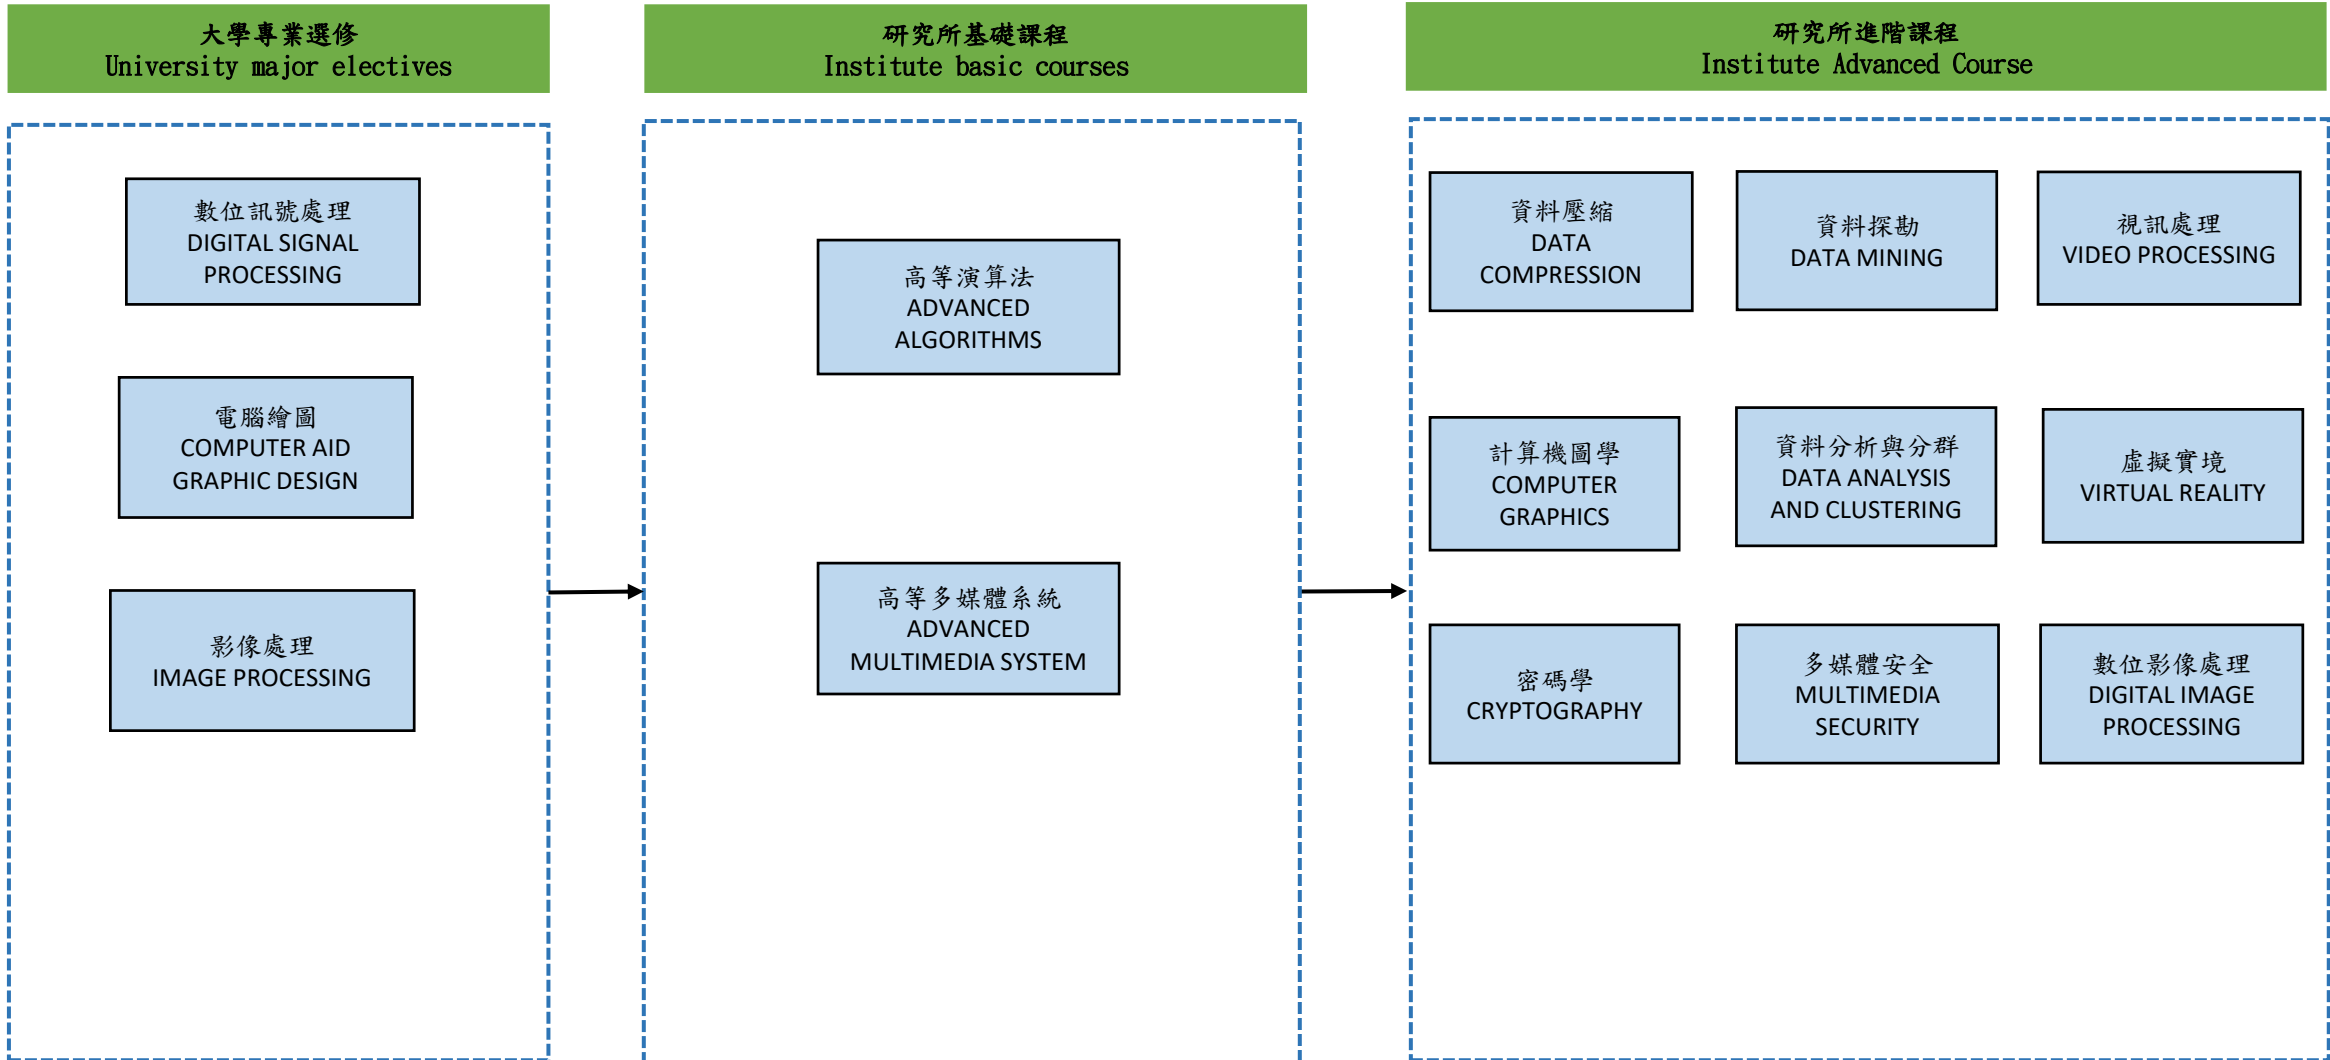 大學專業選修
University major electives
研究所基礎課程
Institute basic courses
研究所進階課程
Institute Advanced Course
數位訊號處理
DIGITAL SIGNAL
PROCESSING
電腦繪圖
COMPUTER AID
GRAPHIC DESIGN
影像處理
IMAGE PROCESSING
高等演算法
ADVANCED
ALGORITHMS
高等多媒體系統
ADVANCED
MULTIMEDIA SYSTEM
資料壓縮
DATA
COMPRESSION
資料探勘
DATA MINING
視訊處理
VIDEO PROCESSING
計算機圖學
COMPUTER
GRAPHICS
資料分析與分群
DATA ANALYSIS
AND CLUSTERING
虛擬實境
VIRTUAL REALITY
密碼學
CRYPTOGRAPHY
多媒體安全
MULTIMEDIA
SECURITY
數位影像處理
DIGITAL IMAGE
PROCESSING